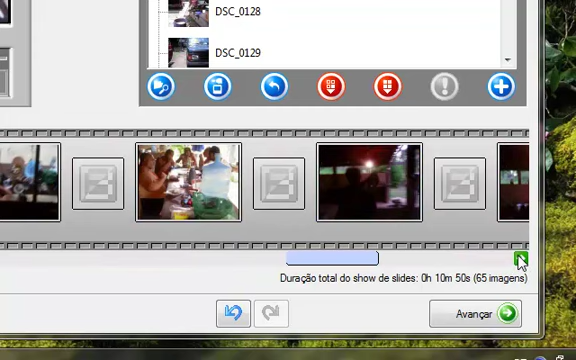 DSC_0128
DSC_0129
Duração total do show de slides: 0h 10m 50s (65 imagens)
Avançar